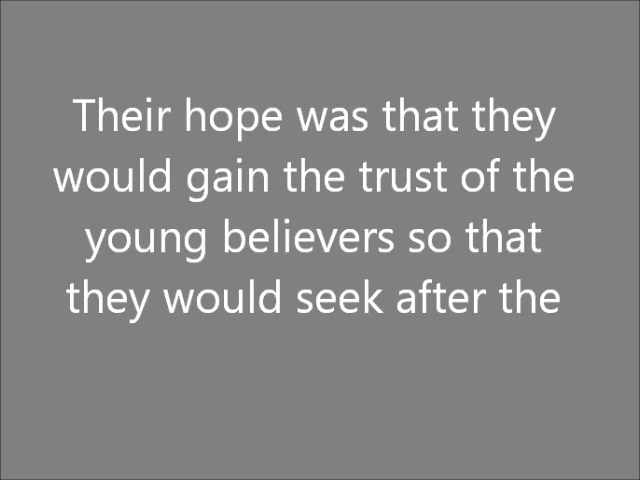 Their hope was that they
would gain the trust of the
young believers so that
they would seek after the